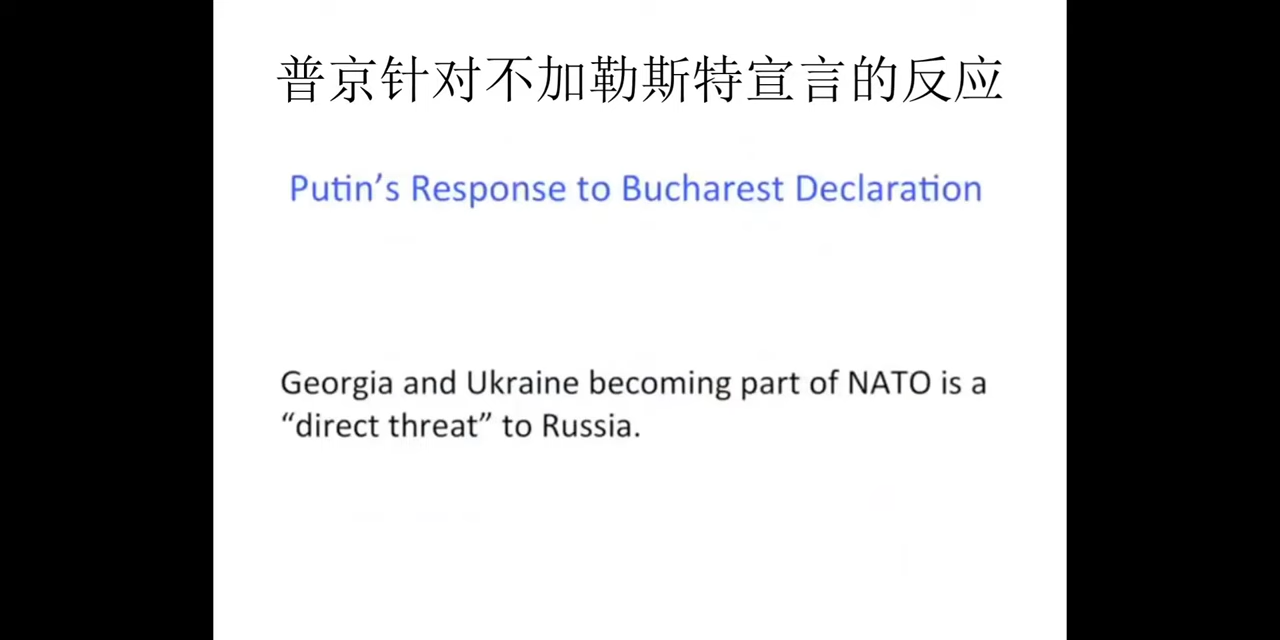 普京针对不加勒斯特宣言的反应
Putin’s Response to Bucharest Declaration
Georgia and Ukraine becoming part of NATO is a
“direct threat” to Russia.